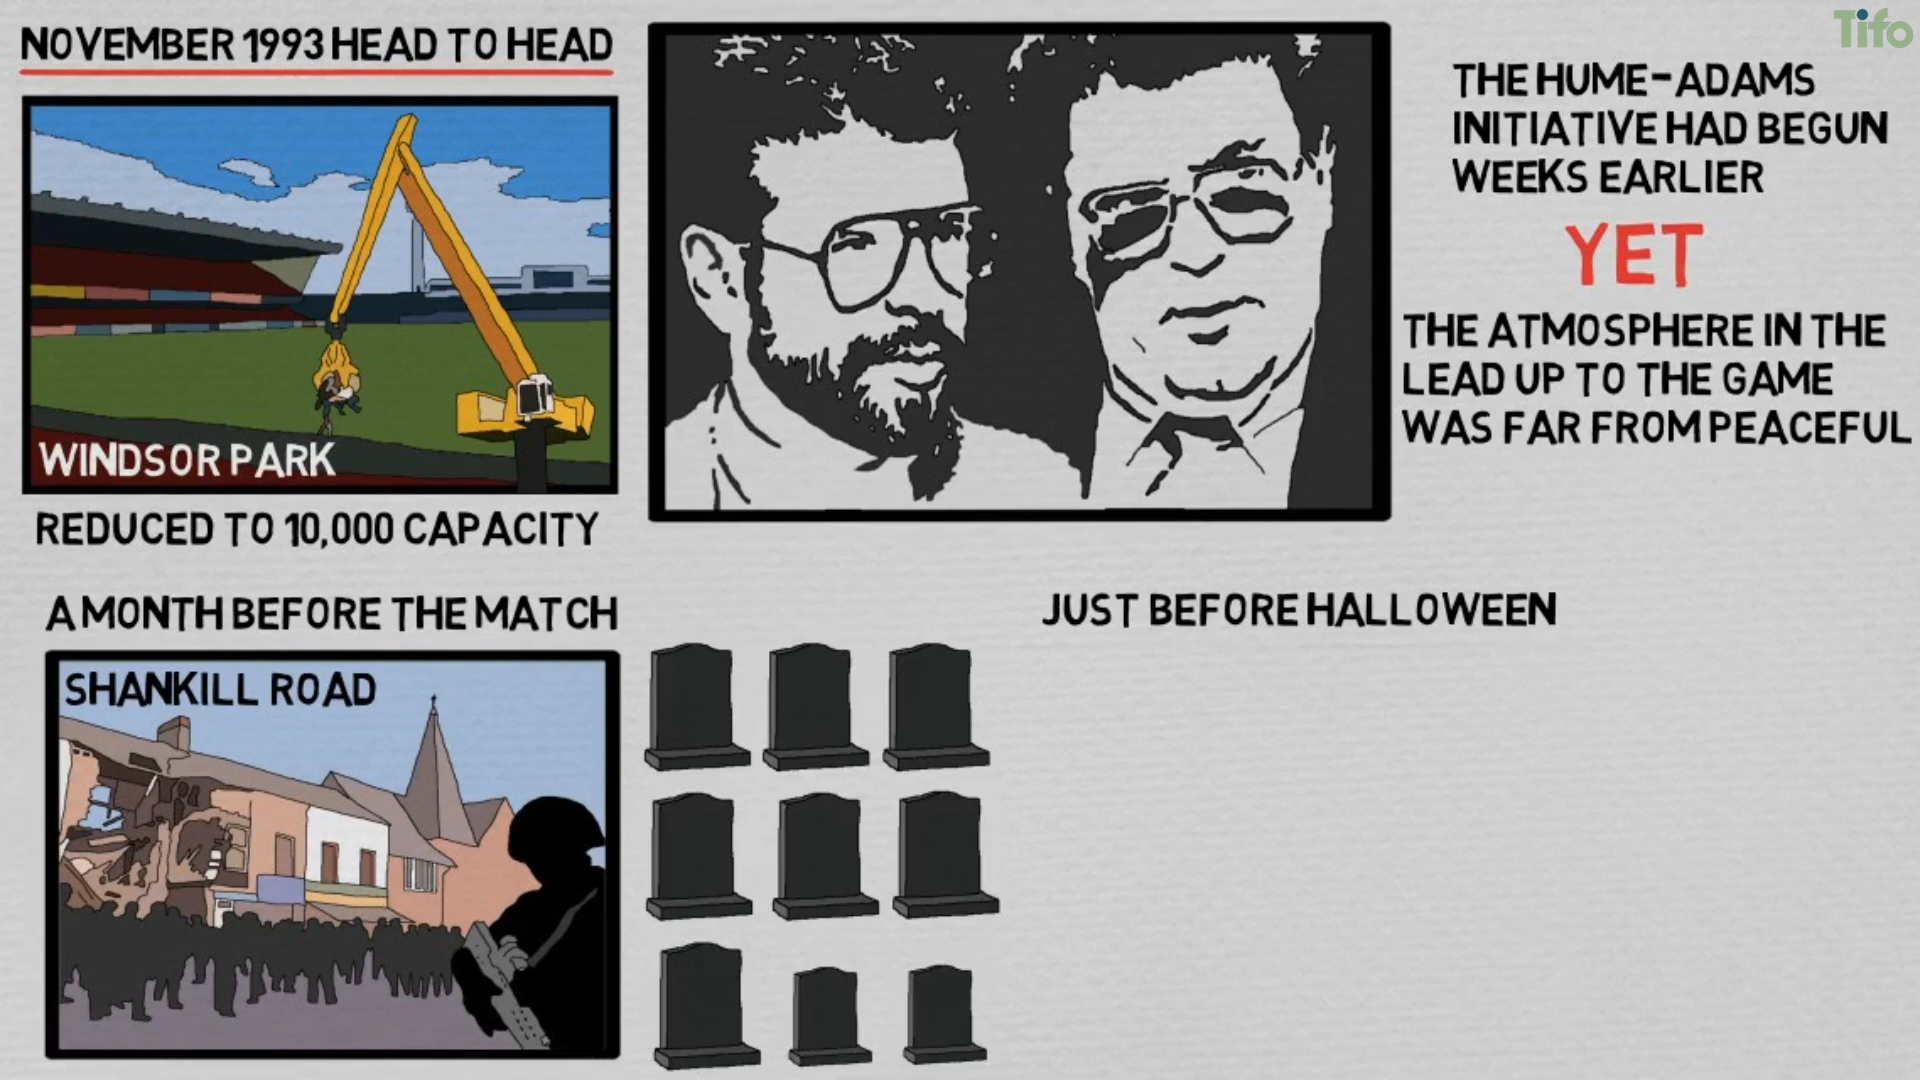 NOVEMBER 1993 HEAD TO HEAD
WINDSOR PARK
REDUCED TO 10,000 CAPACITY
Tifo
THE HUME-ADAMS
INITIATIVE HAD BEGUN
WEEKS EARLIER
YET
THE ATMOSPHERE IN THE
LEAD UP TO THE GAME
WAS FAR FROM PEACEFUL
A MONTH BEFORE THE MATCH
SHANKILL ROAD
JUST BEFORE HALLOWEEN